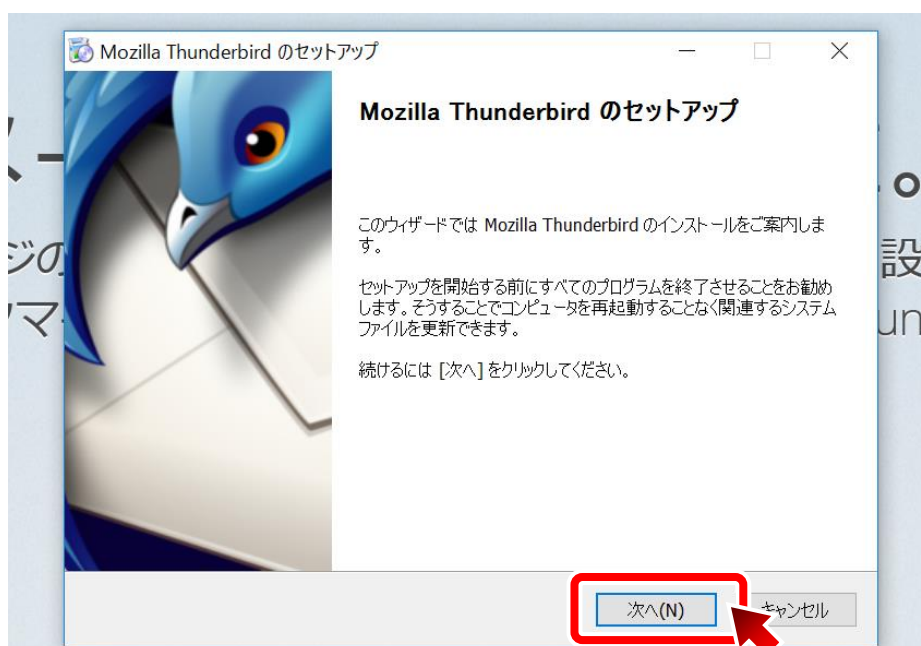 Mozilla Thunderbird のセットアップ
Mozilla Thunderbird のセットアップ
このウィザードでは Mozilla Thunderbird のインストールをご案内しま
す。
セットアップを開始する前にすべてのプログラムを終了させることをお勧め
します。そうすることでコンピュータを再起動することなく関連するシステム
ファイルを更新できます。
続けるには [次へ] をクリックしてください。
次へ(N)
キャンセル